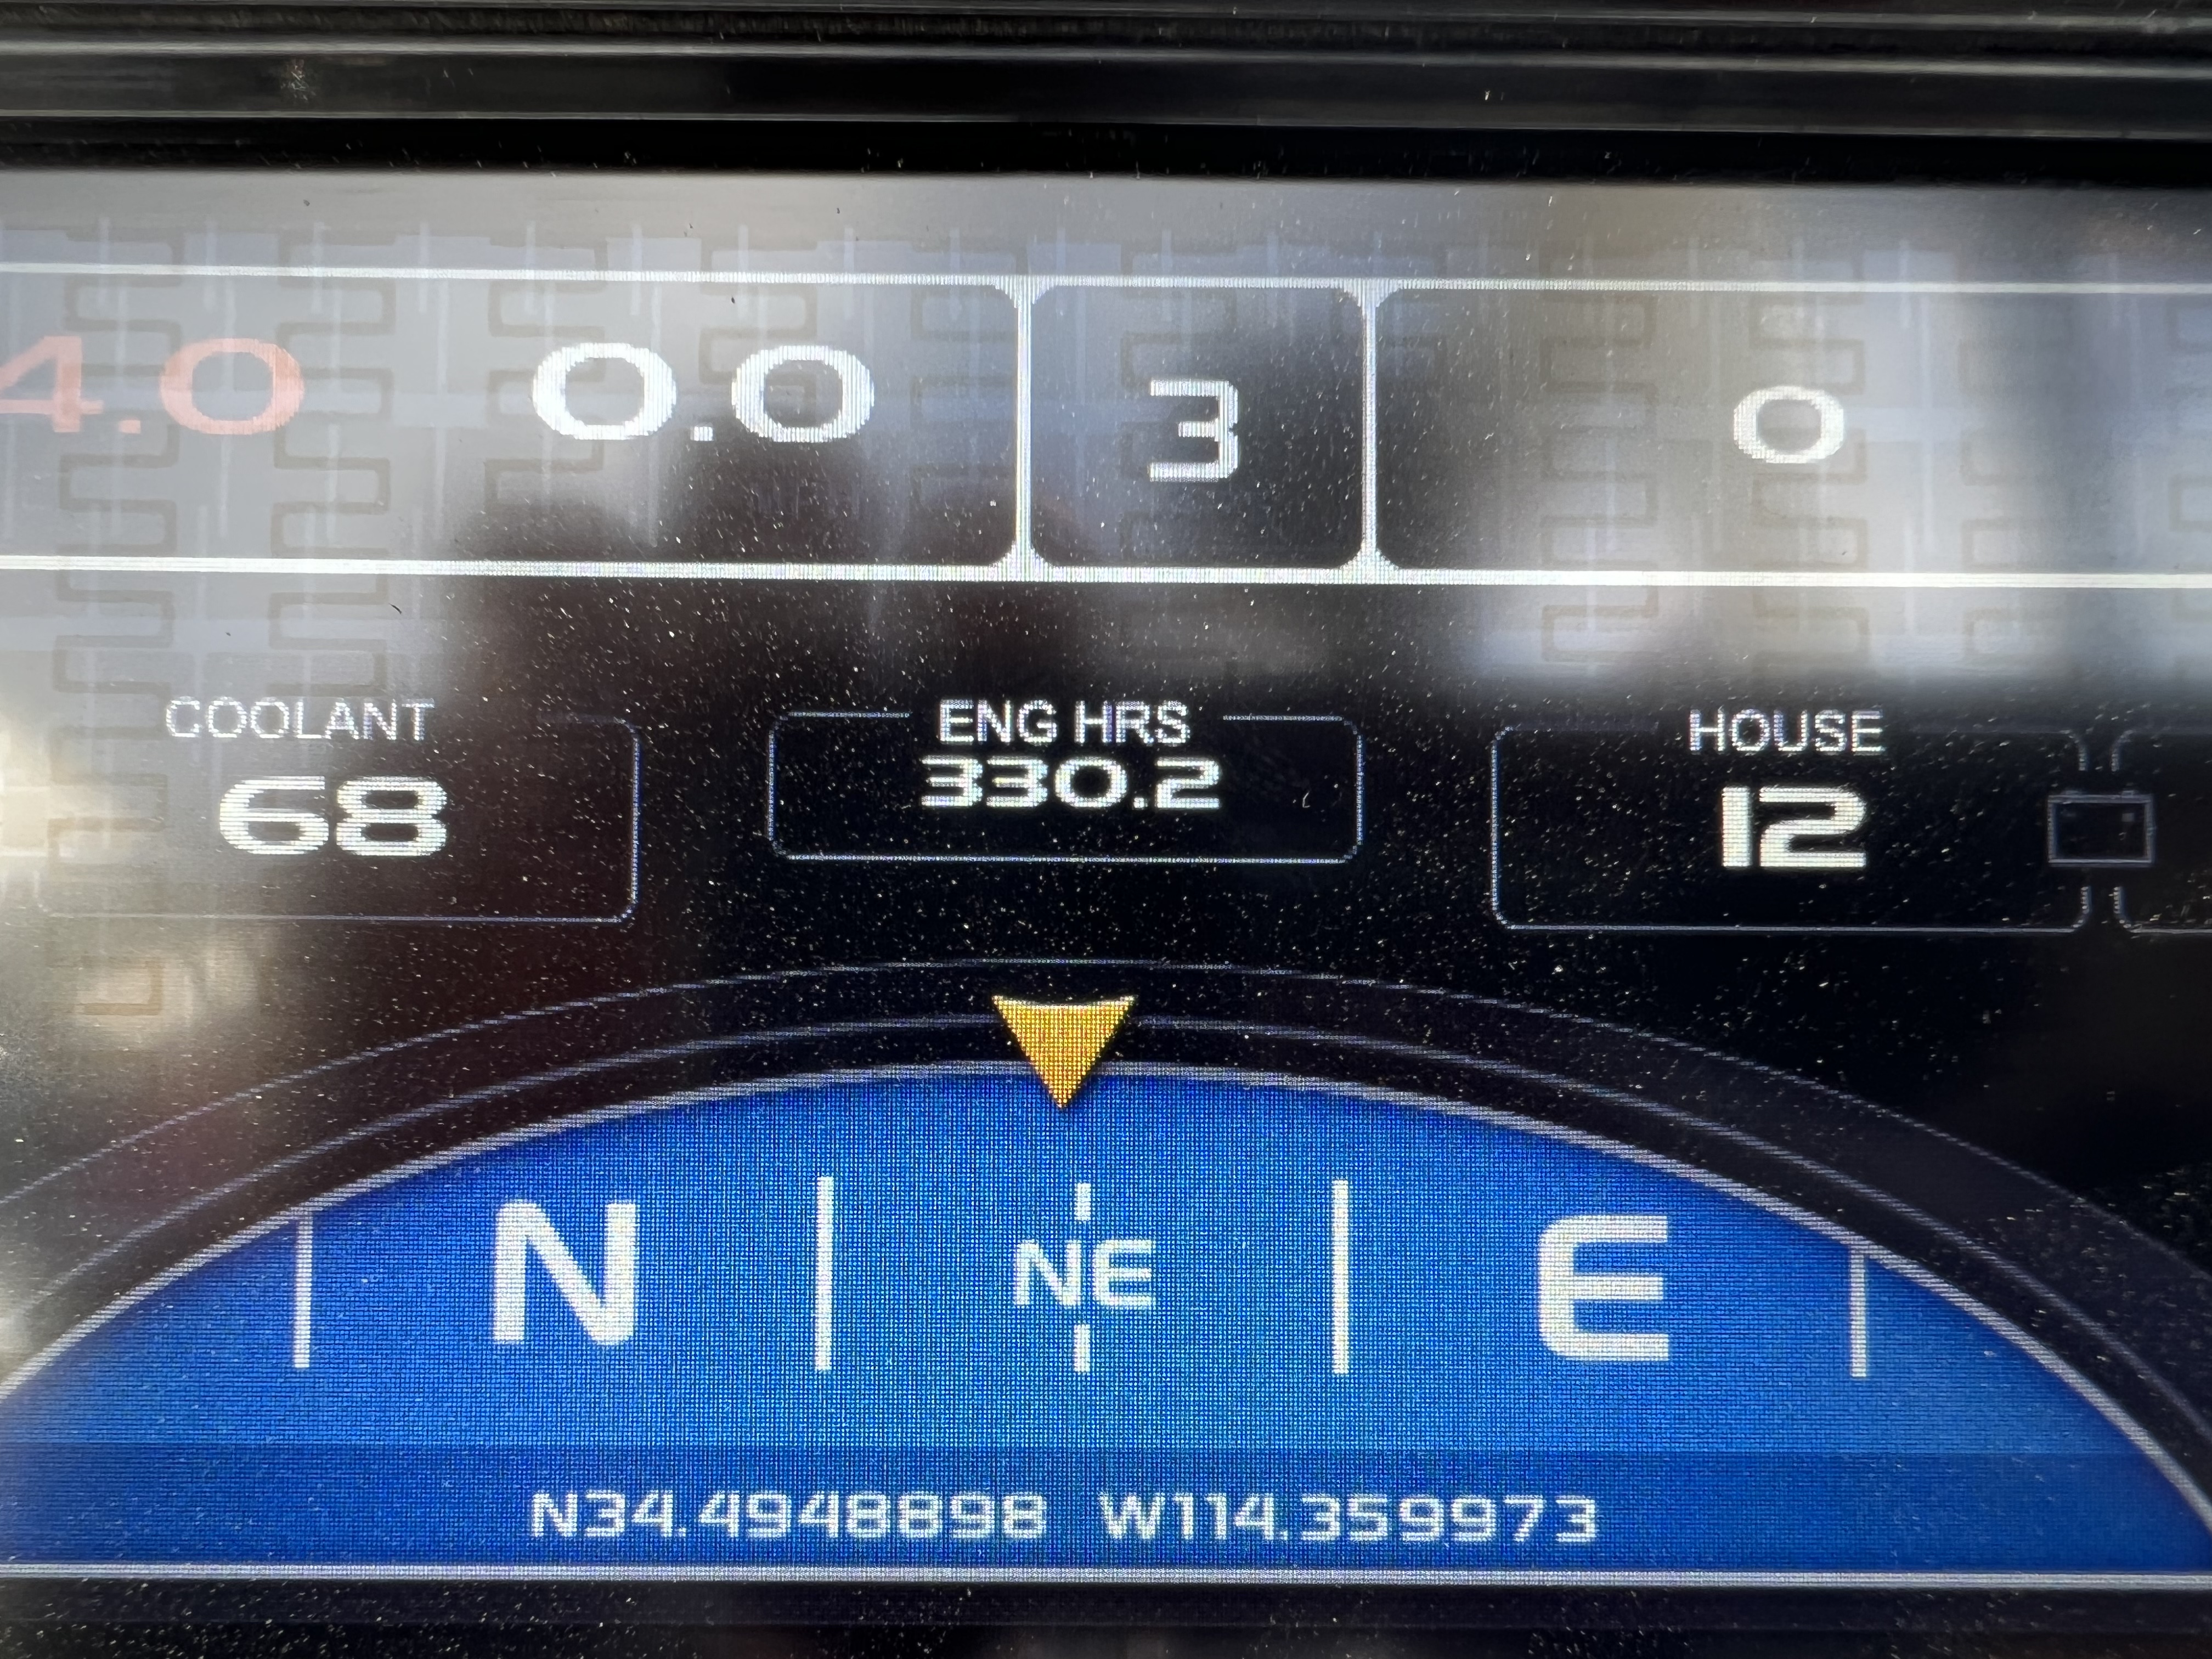 4.0 0.0 3 0
COOLANT ENG HRS HOUSE
68 330.2 12
N NE E
N34.4948898 W114.359973